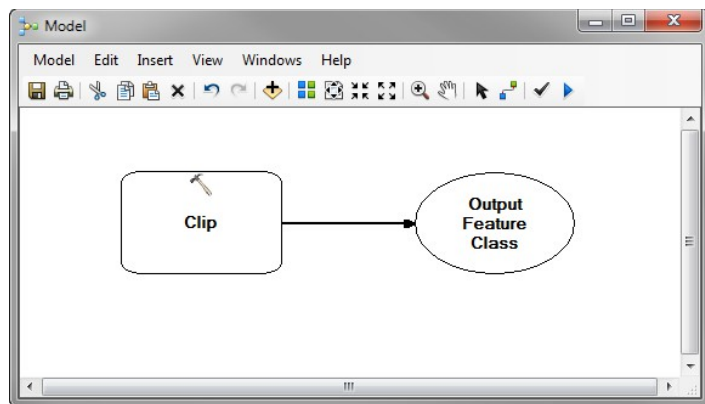 Model
Model Edit Insert View Windows Help
Clip
Output
Feature
Class